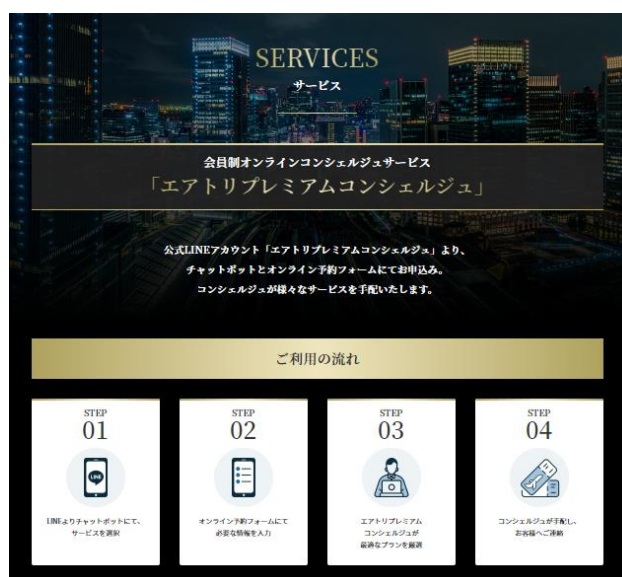 SERVICES
サービス
会員制オンラインコンシェルジュサービス
「エアトリプレミアムコンシェルジュ」
公式LINEアカウント「エアトリプレミアムコンシェルジュ」より、
チャットボットとオンライン予約フォームにてお申込み。
コンシェルジュが様々なサービスを手配いたします。
ご利用の流れ
STEP
01
LINE
LINEよりチャットボットにて、
サービスを選択
STEP
02
オンライン予約フォームにて
必要な情報を入力
STEP
03
エアトリプレミアム
コンシェルジュが
最適なプランを厳選
STEP
04
コンシェルジュが手配し、
お客様へご連絡